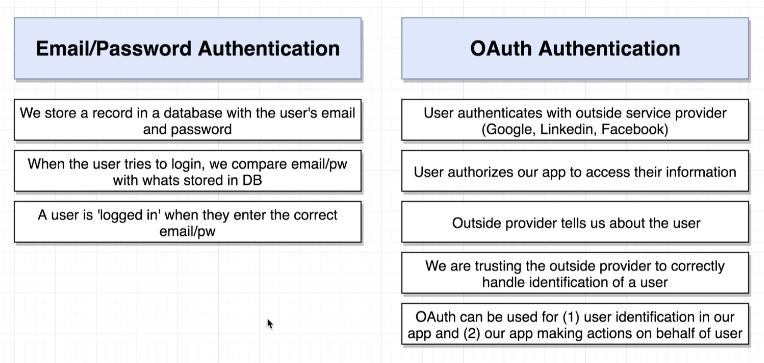 Email/Password Authentication
We store a record in a database with the user's email
and password
When the user tries to login, we compare email/pw
with whats stored in DB
A user is 'logged in' when they enter the correct
email/pw
OAuth Authentication
User authenticates with outside service provider
(Google, Linkedin, Facebook)
User authorizes our app to access their information
Outside provider tells us about the user
We are trusting the outside provider to correctly
handle identification of a user
OAuth can be used for (1) user identification in our
app and (2) our app making actions on behalf of user